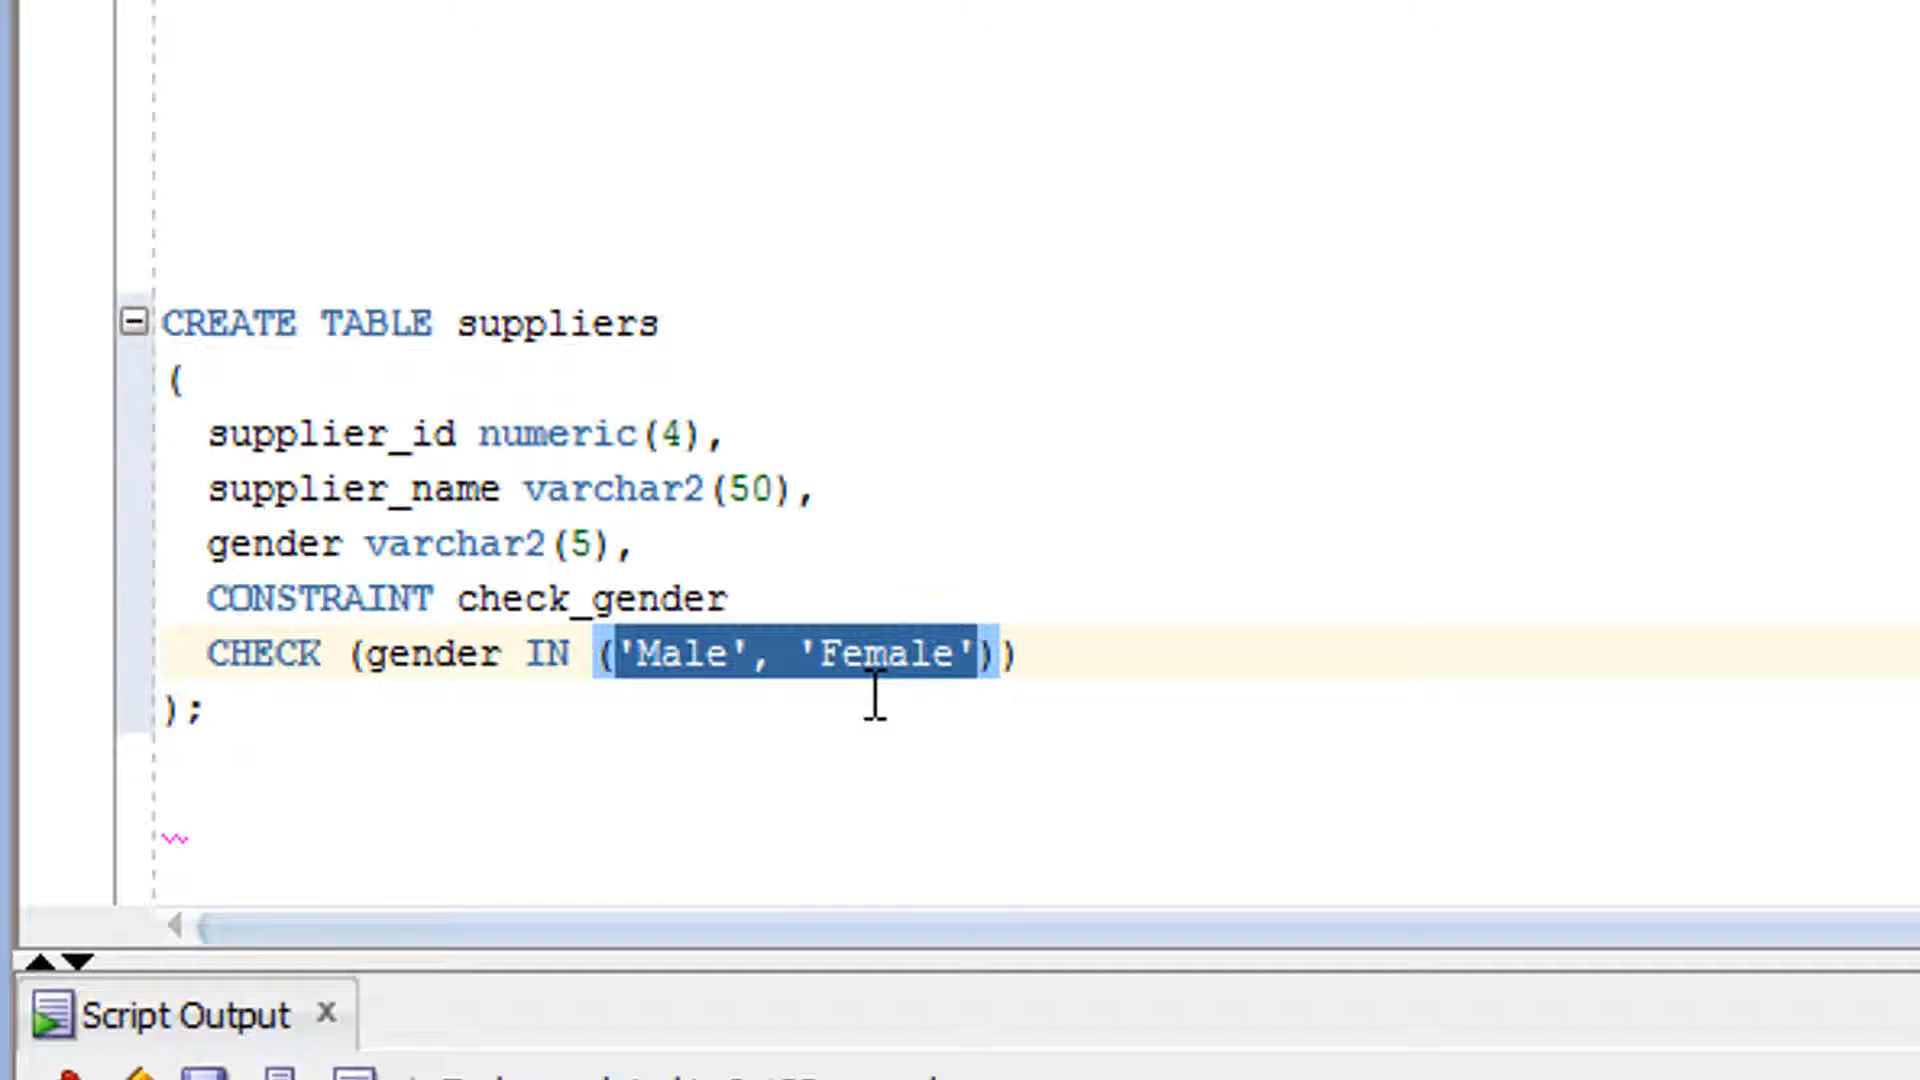 CREATE TABLE suppliers
(
supplier_id numeric(4),
supplier_name varchar2(50),
gender varchar2(5),
CONSTRAINT check_gender
CHECK (gender IN ('Male', 'Female'))
);
Script Output